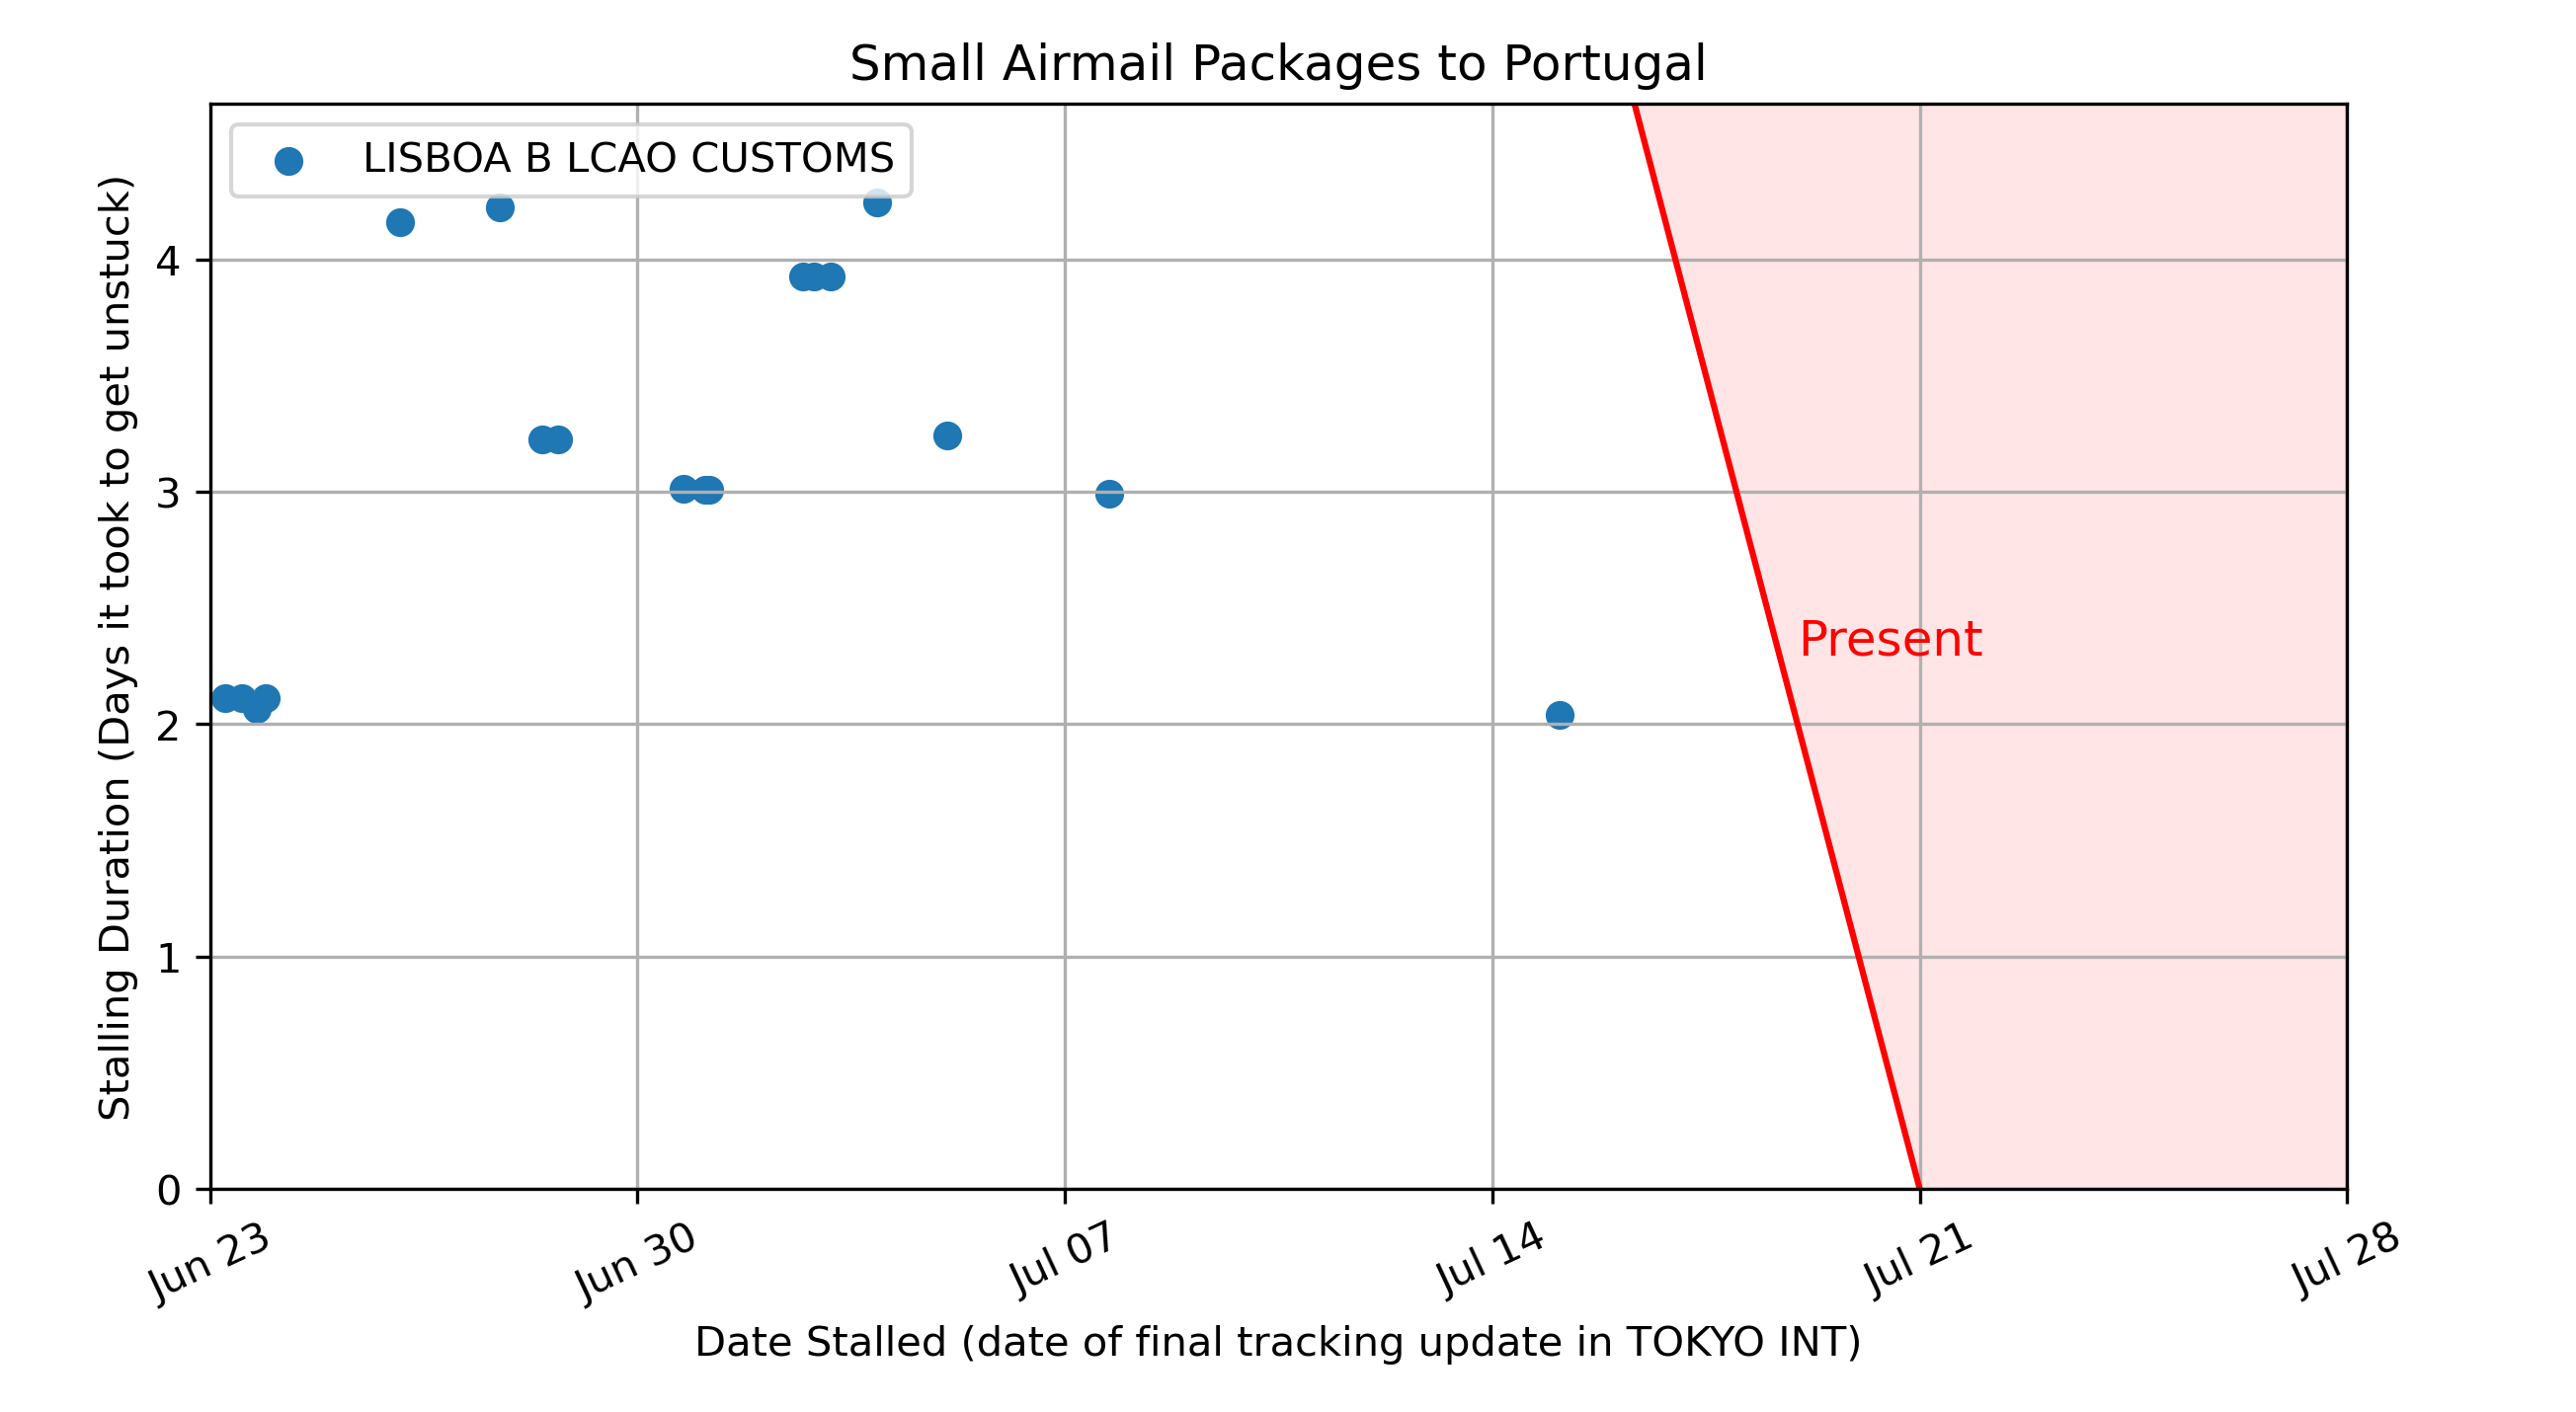 Small Airmail Packages to Portugal
LISBOA B LCAO CUSTOMS
Stalling Duration (Days it took to get unstuck)
4
3
2
1
0
Present
Jun 23
Jun 30
Jul 07
Jul 14
Jul 21
Jul 28
Date Stalled (date of final tracking update in TOKYO INT)